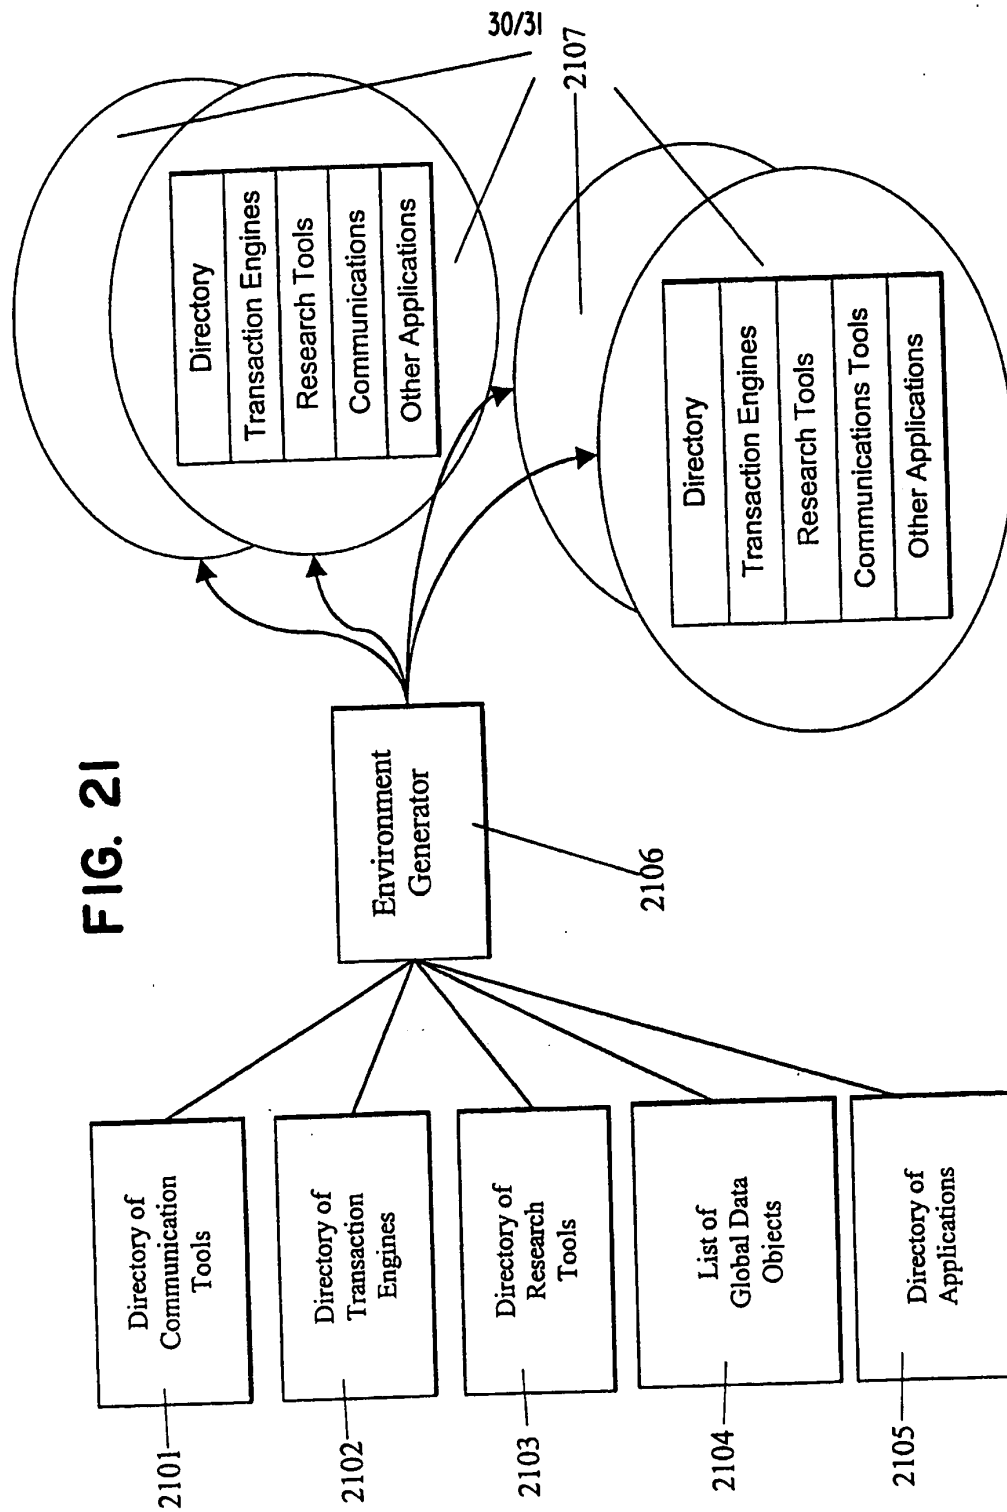 30/31
FIG. 21
2101
Directory of
Communication
Tools
2102
Directory of
Transaction
Engines
2103
Directory of
Research
Tools
2104
List of
Global Data
Objects
2105
Directory of
Applications
Environment
Generator
2106
2107
Directory
Transaction Engines
Research Tools
Communications
Other Applications
Directory
Transaction Engines
Research Tools
Communications Tools
Other Applications